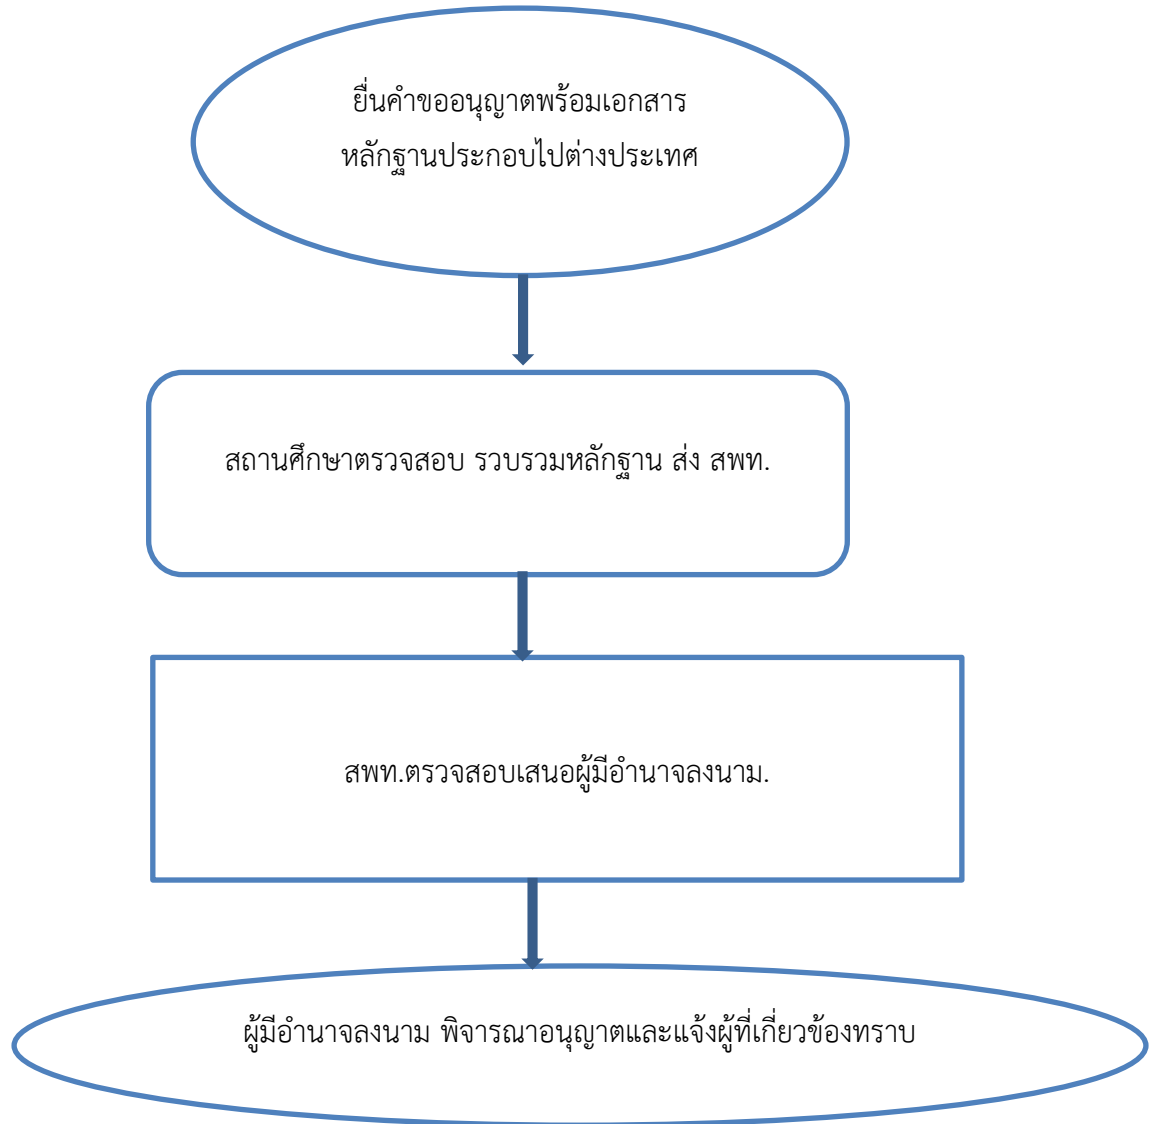 ยื่นคำขออนุญาตพร้อมเอกสาร
หลักฐานประกอบไปต่างประเทศ
สถานศึกษาตรวจสอบ รวบรวมหลักฐาน ส่ง สพท.
สพท.ตรวจสอบเสนอผู้มีอำนาจลงนาม.
ผู้มีอำนาจลงนาม พิจารณาอนุญาตและแจ้งผู้ที่เกี่ยวข้องทราบ